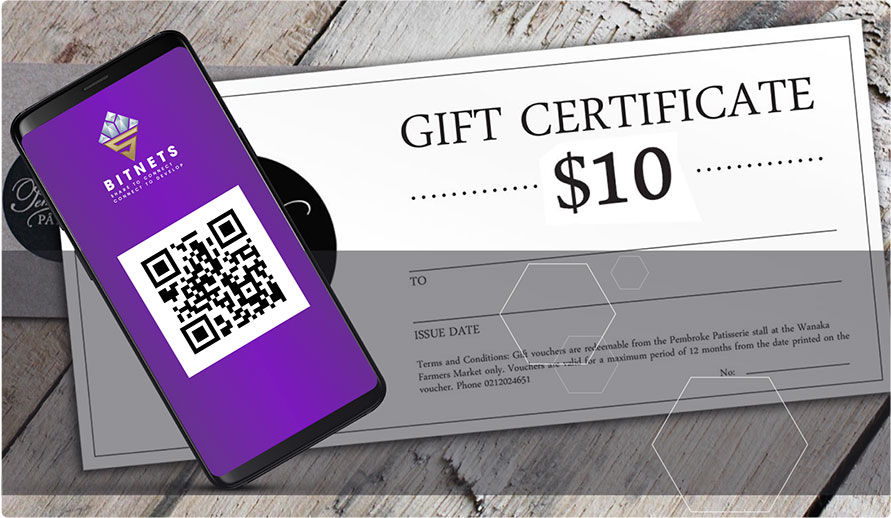 BITNETS
SHARE TO CONNECT
CONNECT TO DEVELOP
GIFT CERTIFICATE
$10
TO
ISSUE DATE
Terms and Conditions: Gift vouchers are redeemable from the Pembroke Patisserie stall at the Wanaka
Farmers Market only. Vouchers are valid for a maximum period of 12 months from the date printed on the
voucher. Phone 0212024651
No: